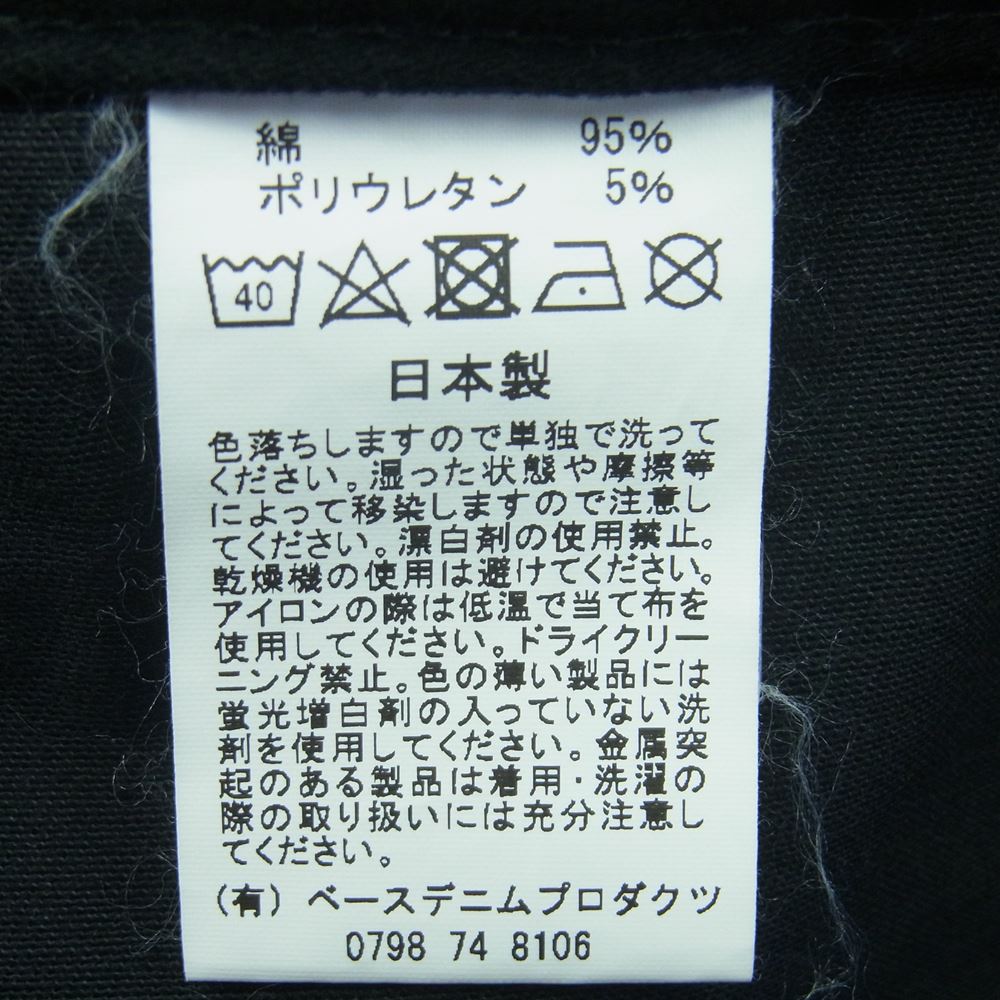 綿 95%
ポリウレタン 5%
40
日本製
色落ちしますので単独で洗って
ください。湿った状態や摩擦等
によって移染しますので注意し
てください。漂白剤の使用禁止。
乾燥機の使用は避けてください。
アイロンの際は低温で当て布を
使用してください。ドライクリー
ニング禁止。色の薄い製品には
蛍光増白剤の入っていない洗
剤を使用してください。金属突
起のある製品は着用・洗濯の
際の取り扱いには充分注意し
てください。
(有) ベースデニムプロダクツ
0798 74 8106